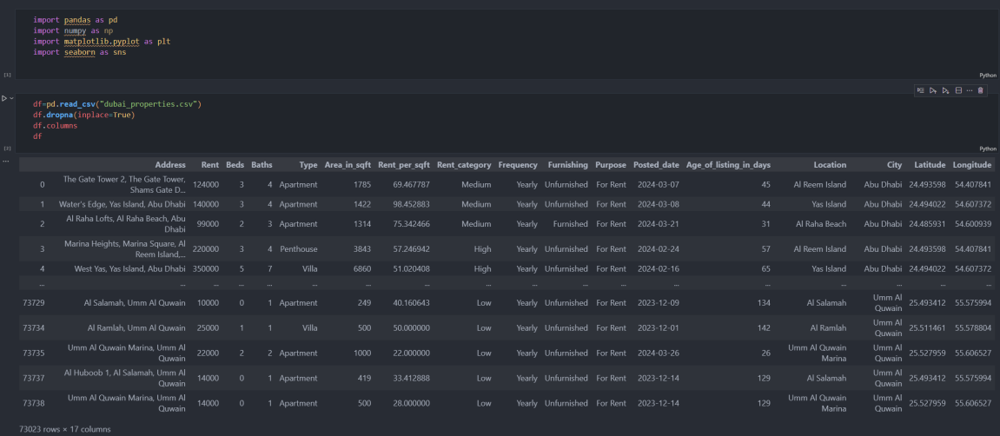 import pandas as pd
import numpy as np
import matplotlib.pyplot as plt
import seaborn as sns
[1]
Python
df=pd.read_csv("dubai_properties.csv")
df.dropna(inplace=True)
df.columns
df
Python
...
Address Rent Beds Baths Type Area_in_sqft Rent_per_sqft Rent_category Frequency Furnishing Purpose Posted_date Age_of_listing_in_days Location City Latitude Longitude
0 The Gate Tower 2, The Gate Tower, Shams Gate D... 124000 3 4 Apartment 1785 69.467787 Medium Yearly Unfurnished For Rent 2024-03-07 45 Al Reem Island Abu Dhabi 24.493598 54.407841
1 Water's Edge, Yas Island, Abu Dhabi 140000 3 4 Apartment 1422 98.452883 Medium Yearly Unfurnished For Rent 2024-03-08 44 Yas Island Abu Dhabi 24.494022 54.607372
2 Al Raha Lofts, Al Raha Beach, Abu Dhabi 99000 2 3 Apartment 1314 75.342466 Medium Yearly Furnished For Rent 2024-03-21 31 Al Raha Beach Abu Dhabi 24.485931 54.600939
3 Marina Heights, Marina Square, Al Reem Island,... 220000 3 4 Penthouse 3843 57.246942 High Yearly Unfurnished For Rent 2024-02-24 57 Al Reem Island Abu Dhabi 24.493598 54.407841
4 West Yas, Yas Island, Abu Dhabi 350000 5 7 Villa 6860 51.020408 High Yearly Unfurnished For Rent 2024-02-16 65 Yas Island Abu Dhabi 24.494022 54.607372
... ... ... ... ... ... ... ... ... ... ... ... ... ... ... ... ... ...
73729 Al Salamah, Umm Al Quwain 10000 0 1 Apartment 249 40.160643 Low Yearly Unfurnished For Rent 2023-12-09 134 Al Salamah Umm Al Quwain 25.493412 55.575994
73734 Al Ramlah, Umm Al Quwain 25000 1 1 Villa 500 50.000000 Low Yearly Unfurnished For Rent 2023-12-01 142 Al Ramlah Umm Al Quwain 25.511461 55.578804
73735 Umm Al Quwain Marina, Umm Al Quwain 22000 2 2 Apartment 1000 22.000000 Low Yearly Unfurnished For Rent 2024-03-26 26 Umm Al Quwain Marina Umm Al Quwain 25.527959 55.606527
73737 Al Huboob 1, Al Salamah, Umm Al Quwain 14000 0 1 Apartment 419 33.412888 Low Yearly Unfurnished For Rent 2023-12-14 129 Al Salamah Umm Al Quwain 25.493412 55.575994
73738 Umm Al Quwain Marina, Umm Al Quwain 14000 0 1 Apartment 500 28.000000 Low Yearly Unfurnished For Rent 2023-12-14 129 Umm Al Quwain Marina Umm Al Quwain 25.527959 55.606527
73023 rows × 17 columns